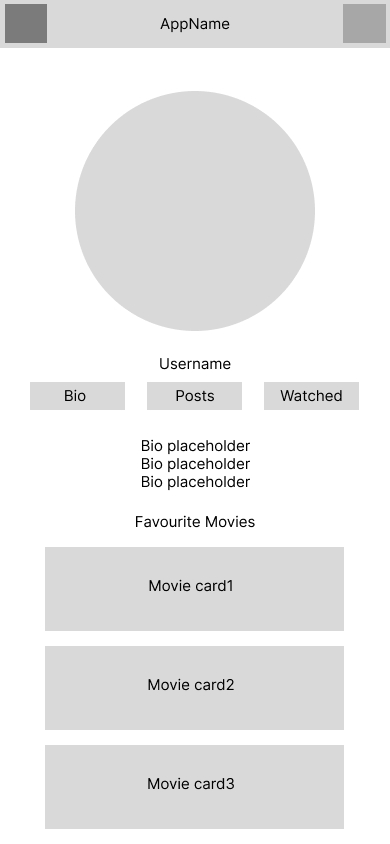 AppName
Username
Bio
Posts
Watched
Bio placeholder
Bio placeholder
Bio placeholder
Favourite Movies
Movie card1
Movie card2
Movie card3